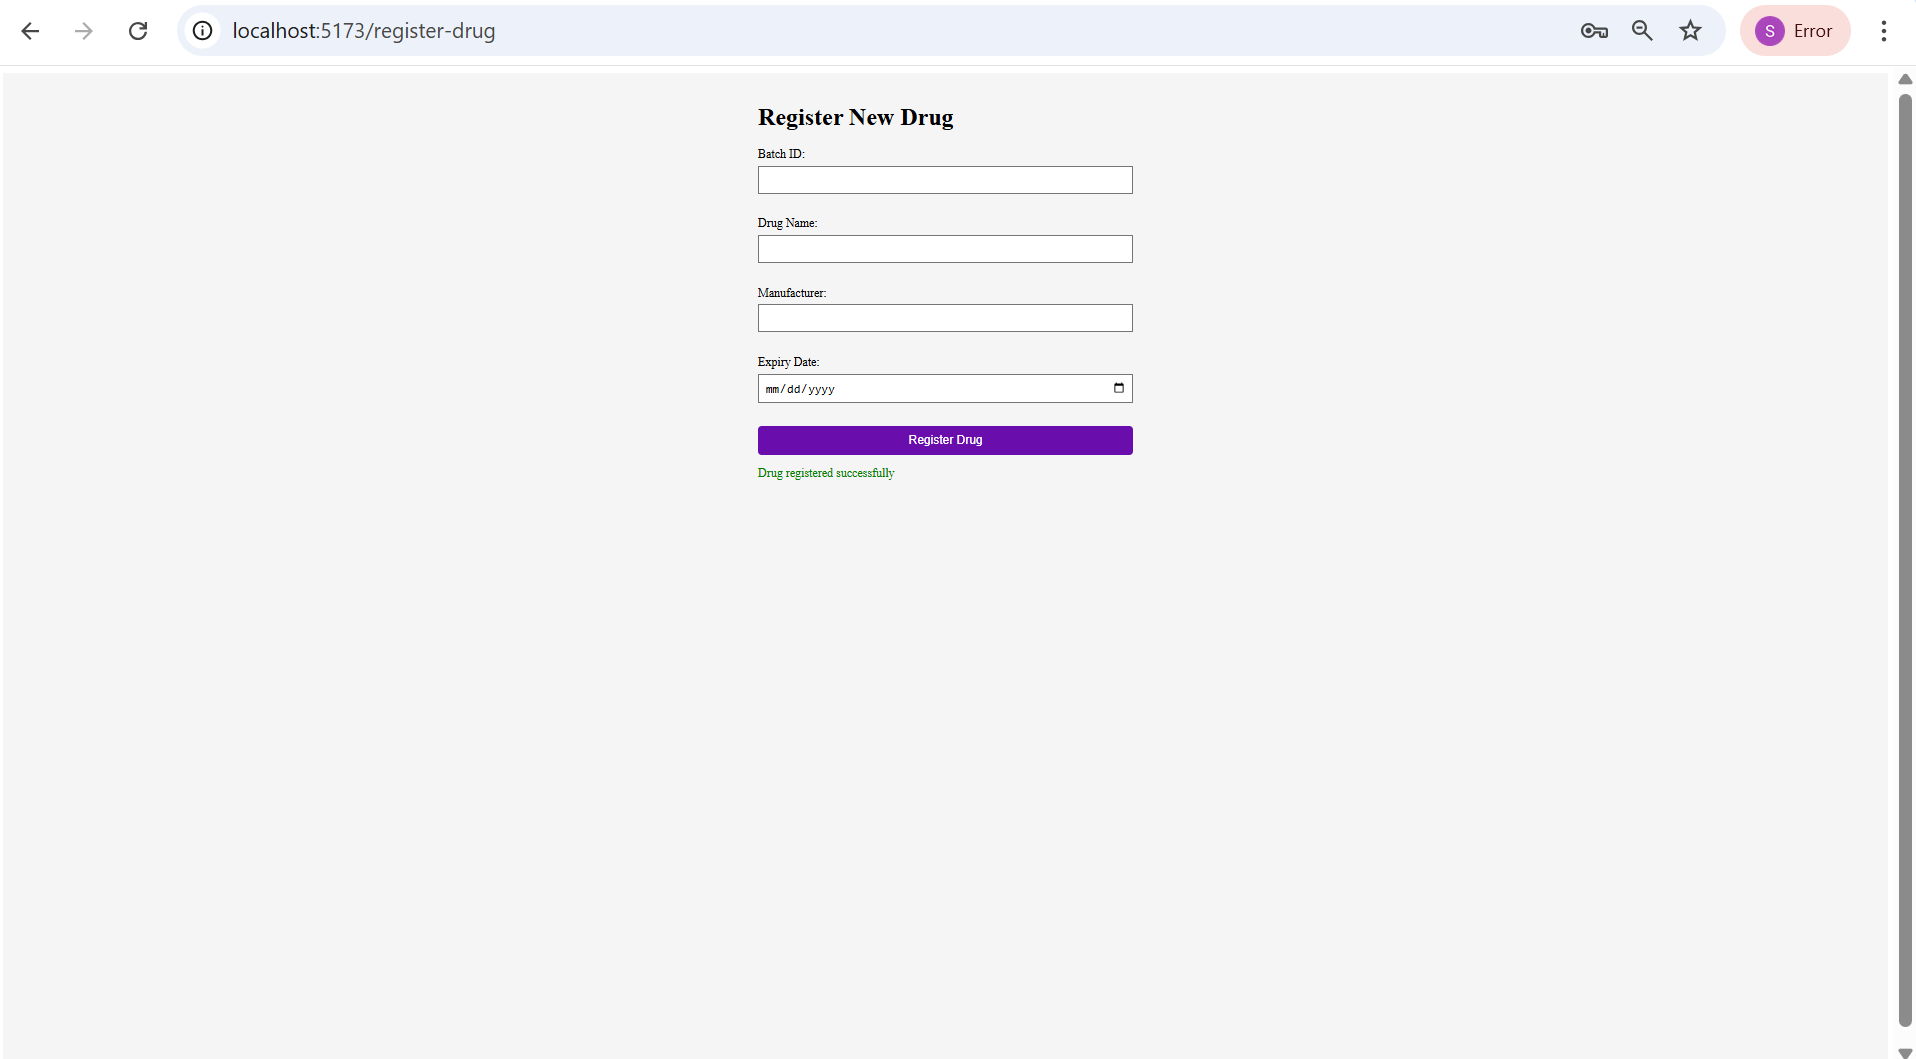 localhost:5173/register-drug
S Error
Register New Drug
Batch ID:
Drug Name:
Manufacturer:
Expiry Date:
mm/dd/yyyy
Register Drug
Drug registered successfully